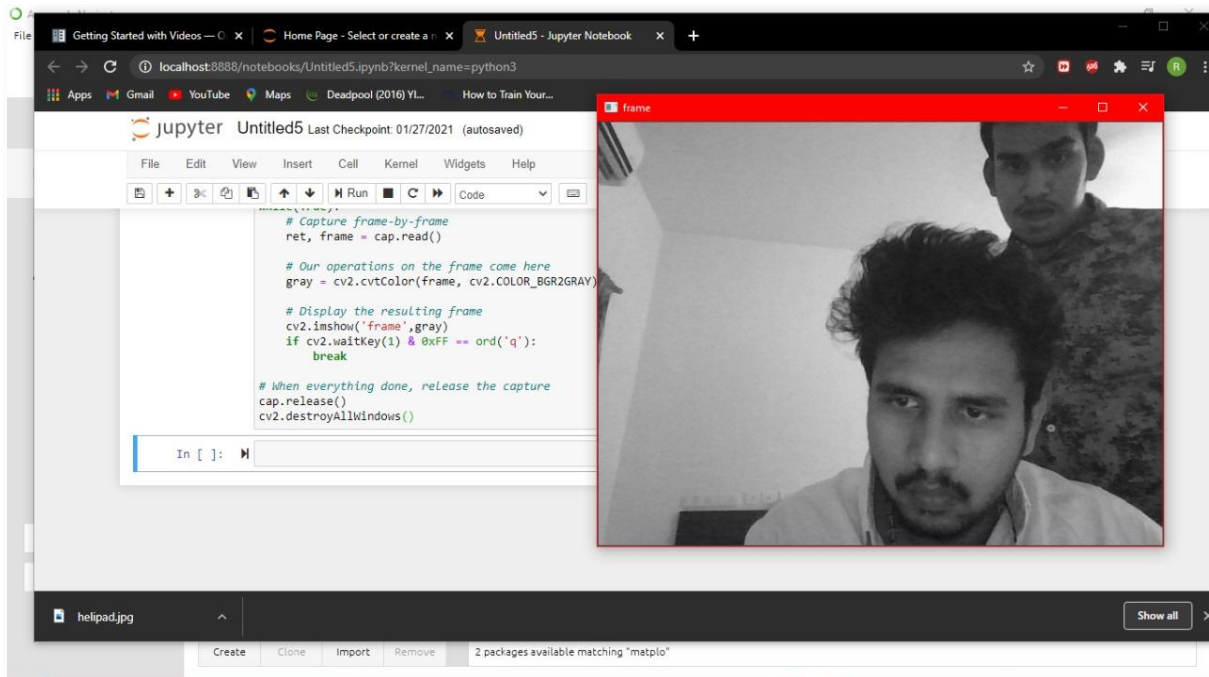 File
Getting Started with Videos — O
Home Page - Select or create a n
Untitled5 - Jupyter Notebook
localhost:8888/notebooks/Untitled5.ipynb?kernel_name=python3
R
Apps
Gmail
YouTube
Maps
Deadpool (2016) YI...
How to Train Your...
frame
jupyter Untitled5 Last Checkpoint: 01/27/2021 (autosaved)
File Edit View Insert Cell Kernel Widgets Help
Run
Code
# Capture frame-by-frame
ret, frame = cap.read()
# Our operations on the frame come here
gray = cv2.cvtColor(frame, cv2.COLOR_BGR2GRAY)
# Display the resulting frame
cv2.imshow('frame',gray)
if cv2.waitKey(1) & 0xFF == ord('q'):
break
# When everything done, release the capture
cap.release()
cv2.destroyAllWindows()
In [ ]:
helipad.jpg
Show all
Create Clone Import Remove 2 packages available matching "matplo"